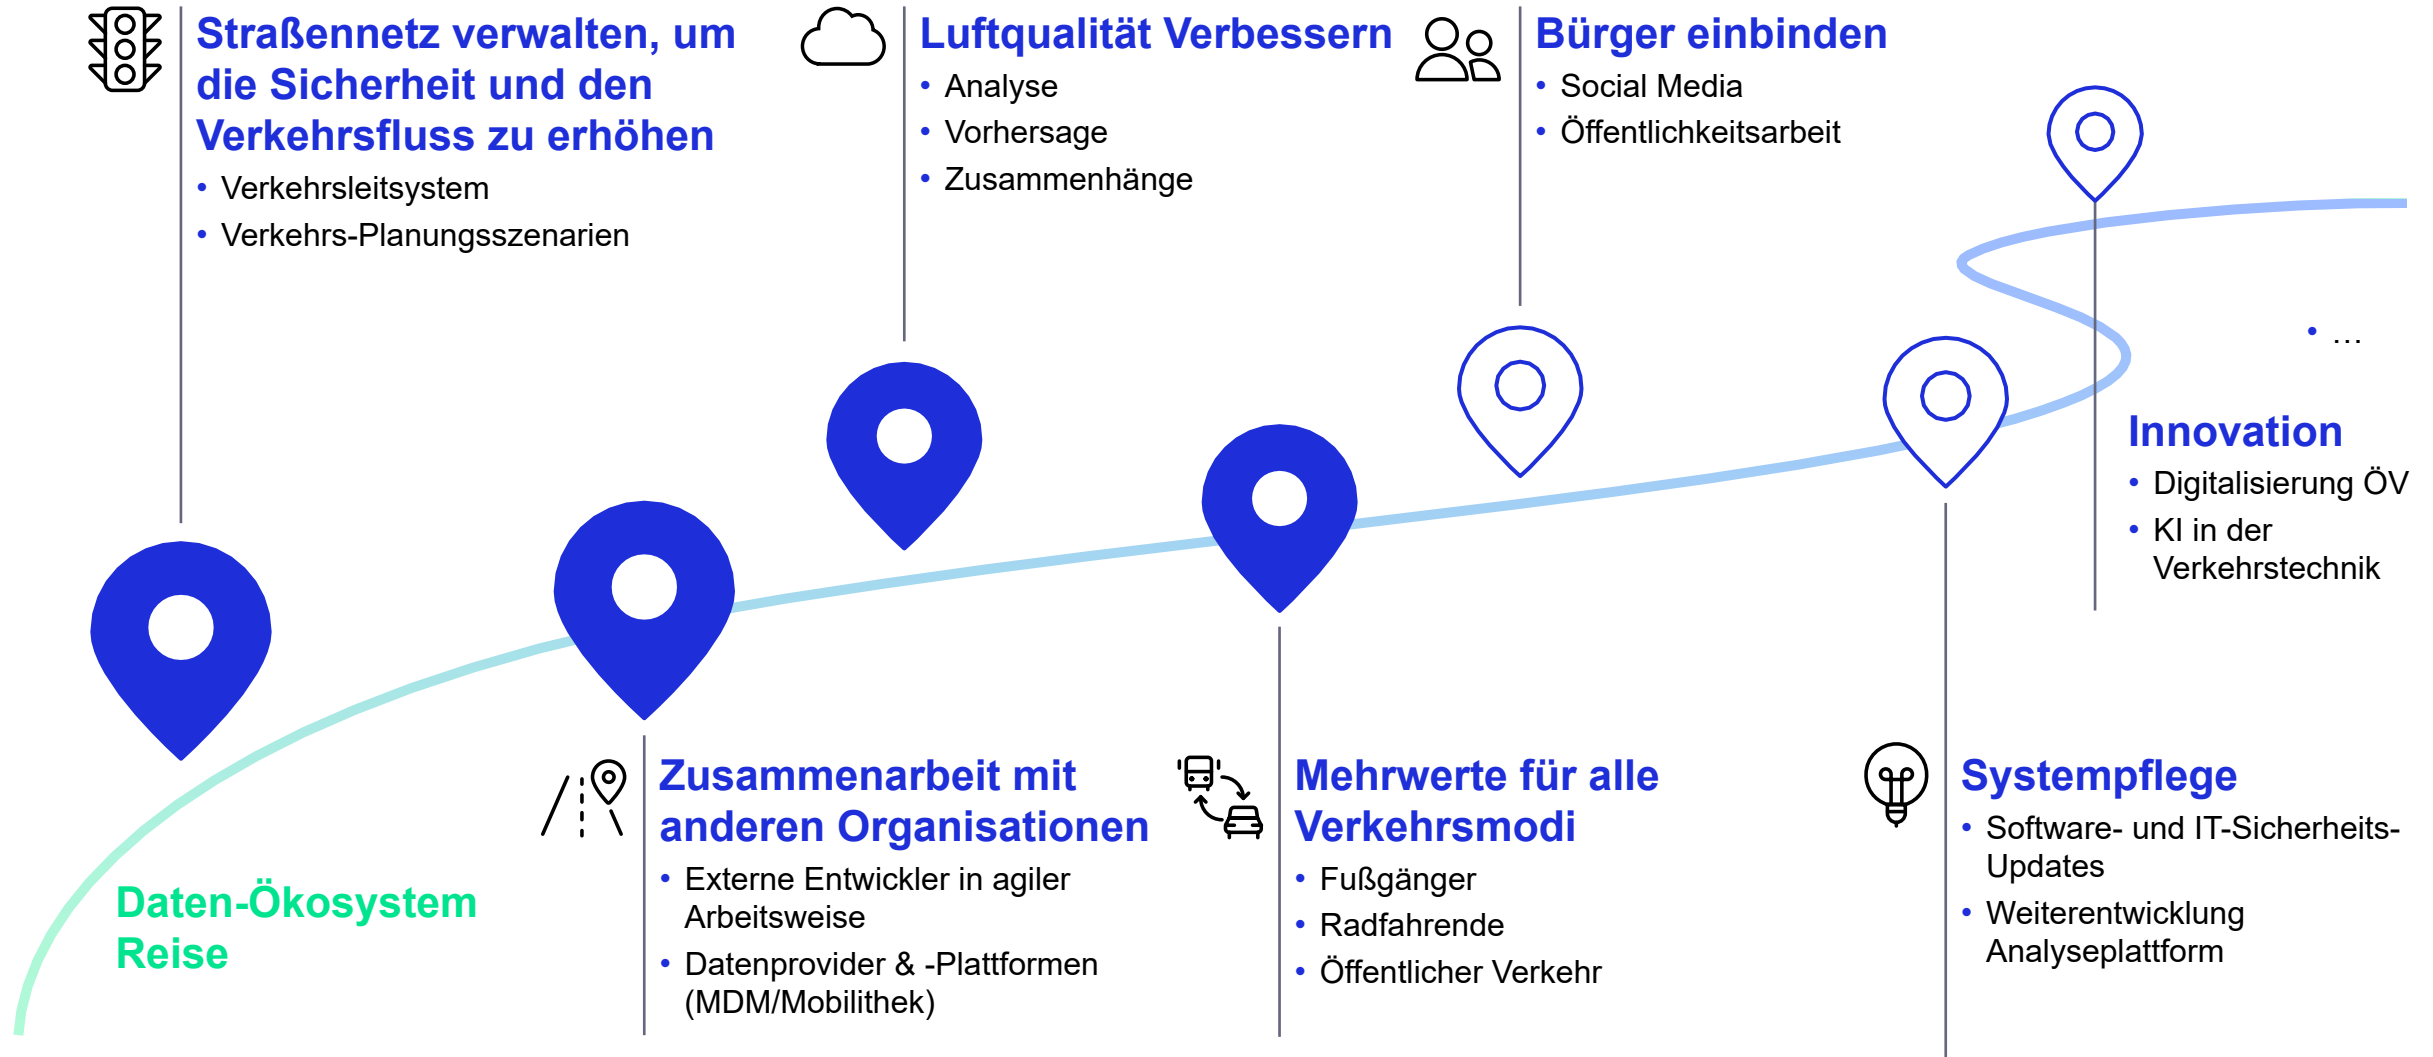 Straßennetz verwalten, um
die Sicherheit und den
Verkehrsfluss zu erhöhen
• Verkehrsleitsystem
• Verkehrs-Planungsszenarien
Luftqualität Verbessern
• Analyse
• Vorhersage
• Zusammenhänge
Bürger einbinden
• Social Media
• Öffentlichkeitsarbeit
• ...
Innovation
• Digitalisierung ÖV
• KI in der
Verkehrstechnik
Daten-Ökosystem
Reise
Zusammenarbeit mit
anderen Organisationen
• Externe Entwickler in agiler
Arbeitsweise
• Datenprovider & -Plattformen
(MDM/Mobilithek)
Mehrwerte für alle
Verkehrsmodi
• Fußgänger
• Radfahrende
• Öffentlicher Verkehr
Systempflege
• Software- und IT-Sicherheits-
Updates
• Weiterentwicklung
Analyseplattform